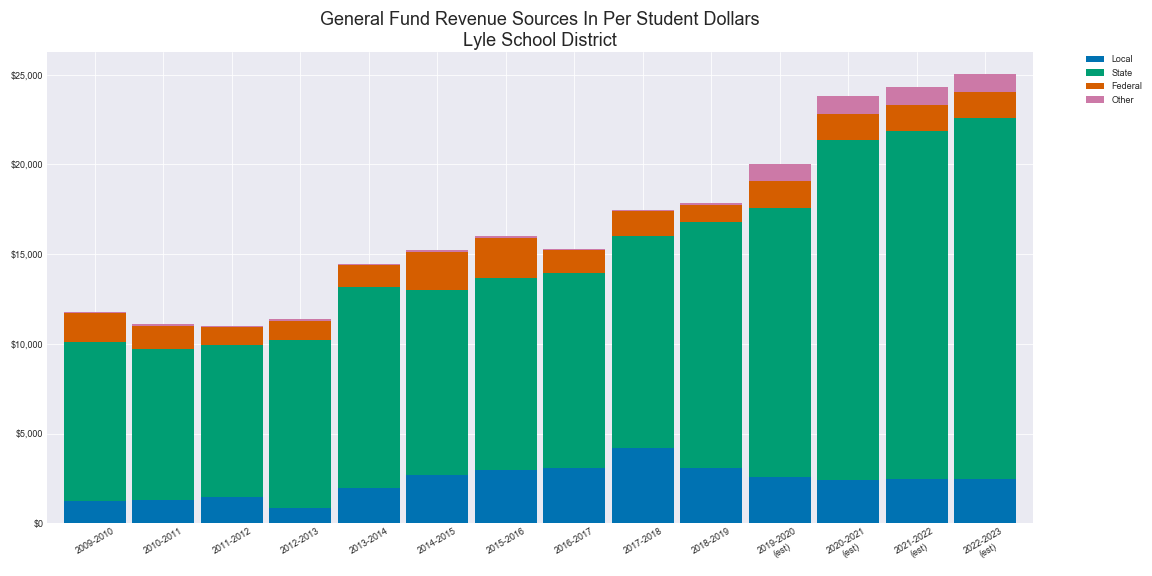 General Fund Revenue Sources In Per Student Dollars
Lyle School District
Local
State
Federal
Other
$25,000
$20,000
$15,000
$10,000
$5,000
$0
2009-2010
2010-2011
2011-2012
2012-2013
2013-2014
2014-2015
2015-2016
2016-2017
2017-2018
2018-2019
2019-2020
(est)
2020-2021
(est)
2021-2022
(est)
2022-2023
(est)